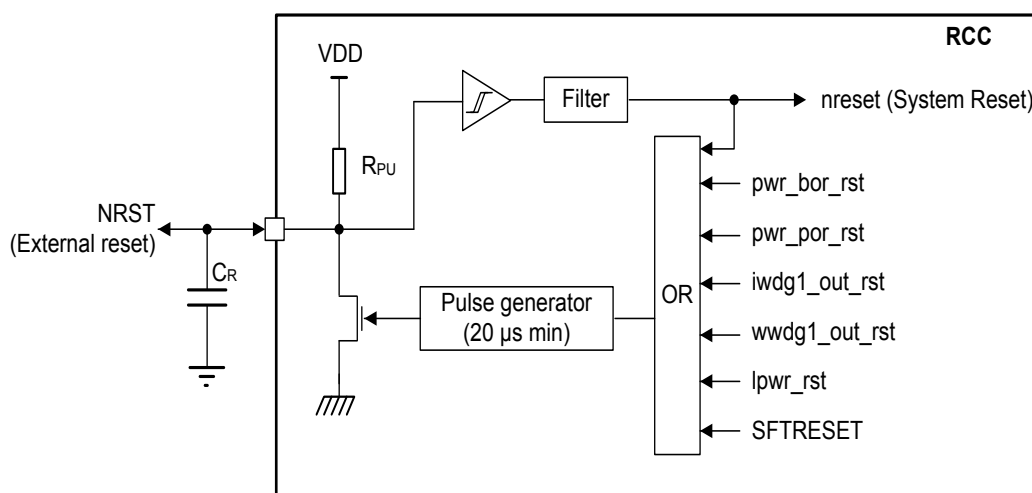 RCC
VDD
Filter
nreset (System Reset)
RPU
pwr_bor_rst
NRST
(External reset)
pwr_por_rst
CR
OR
iwdg1_out_rst
Pulse generator
(20 µs min)
wwdg1_out_rst
lpwr_rst
SFTRESET